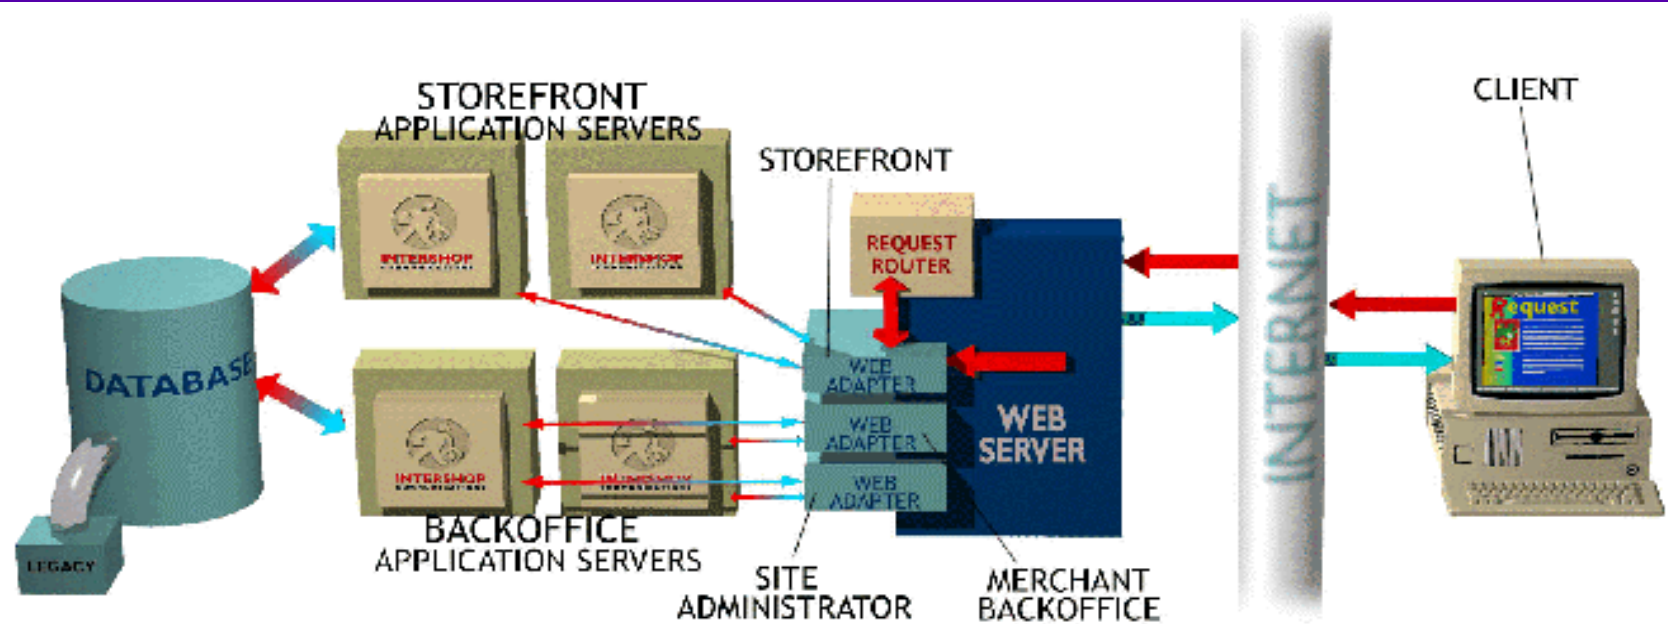 STOREFRONT
APPLICATION SERVERS
CLIENT
STOREFRONT
REQUEST
ROUTER
INTERSHOP
INTERSHOP
Request
INTERNET
DATABASE
WEB
ADAPTER
WEB
ADAPTER
WEB
ADAPTER
WEB
SERVER
INTERSHOP
INTERSHOP
BACKOFFICE
APPLICATION SERVERS
LEGACY
SITE
ADMINISTRATOR
MERCHANT
BACKOFFICE